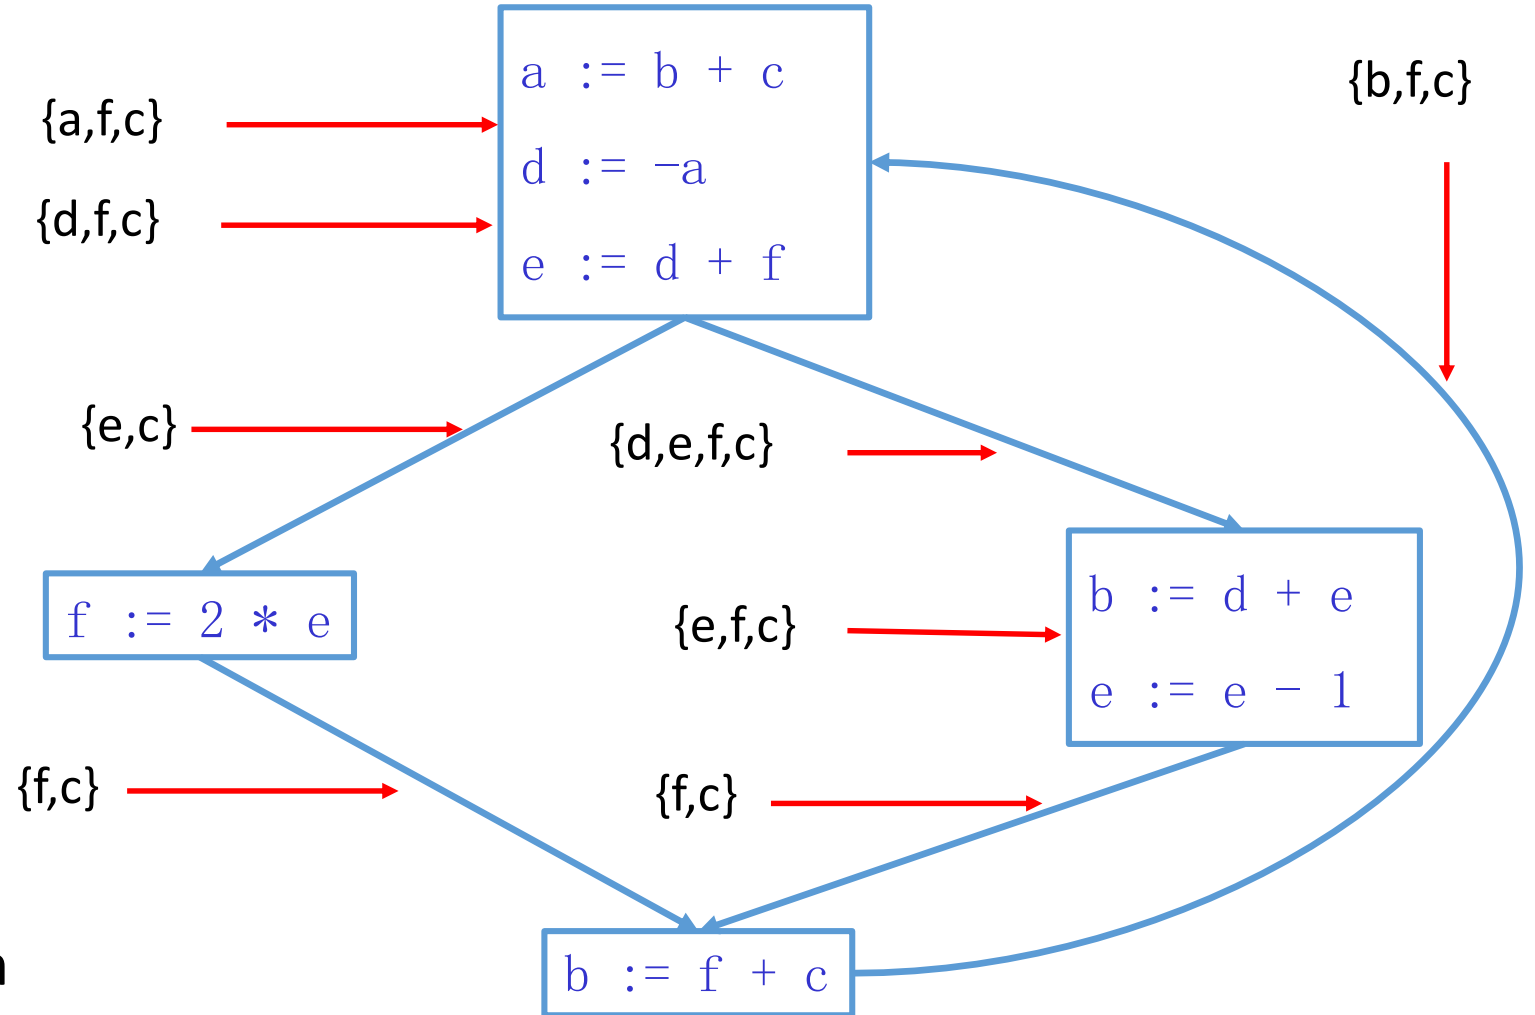 a := b + c
{b,f,c}
{a,f,c}
d := -a
{d,f,c}
e := d + f
{e,c}
{d,e,f,c}
b := d + e
f := 2 * e
{e,f,c}
e := e - 1
{f,c}
{f,c}
b := f + c